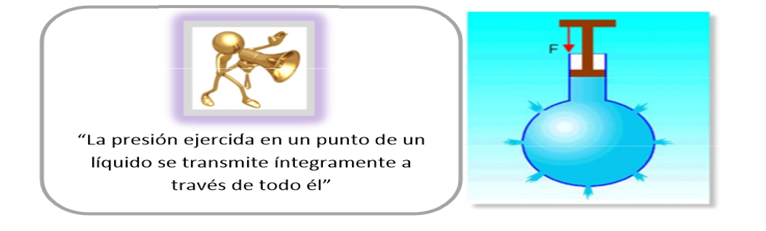 “La presión ejercida en un punto de un
líquido se transmite íntegramente a
través de todo él”
F